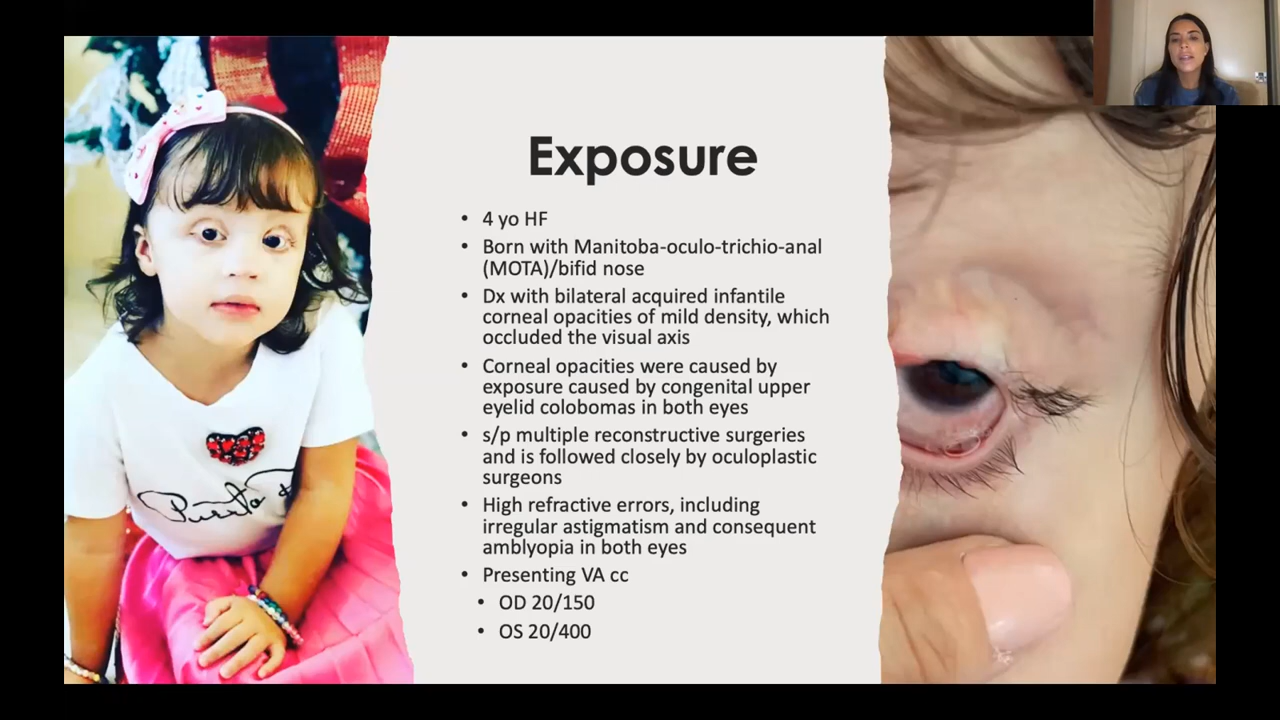 Exposure
• 4 yo HF
• Born with Manitoba-oculo-trichio-anal
(MOTA)/bifid nose
• Dx with bilateral acquired infantile
corneal opacities of mild density, which
occluded the visual axis
• Corneal opacities were caused by
exposure caused by congenital upper
eyelid colobomas in both eyes
• s/p multiple reconstructive surgeries
and is followed closely by oculoplastic
surgeons
• High refractive errors, including
irregular astigmatism and consequent
amblyopia in both eyes
• Presenting VA cc
• OD 20/150
• OS 20/400